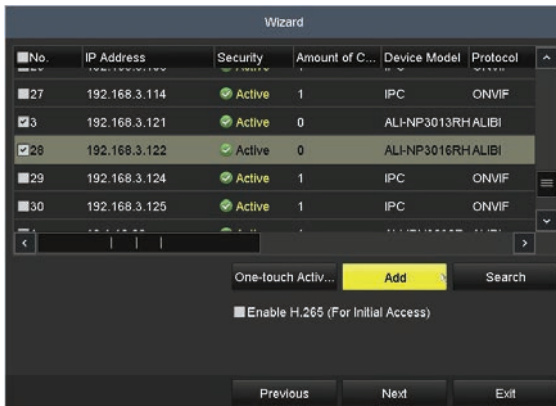 Wizard
No. IP Address Security Amount of C... Device Model Protocol
27 192.168.3.114 Active 1 IPC ONVIF
3 192.168.3.121 Active 0 ALI-NP3013RH ALIBI
28 192.168.3.122 Active 0 ALI-NP3016RH ALIBI
29 192.168.3.124 Active 1 IPC ONVIF
30 192.168.3.125 Active 1 IPC ONVIF
One-touch Activ... Add Search
Enable H.265 (For Initial Access)
Previous Next Exit